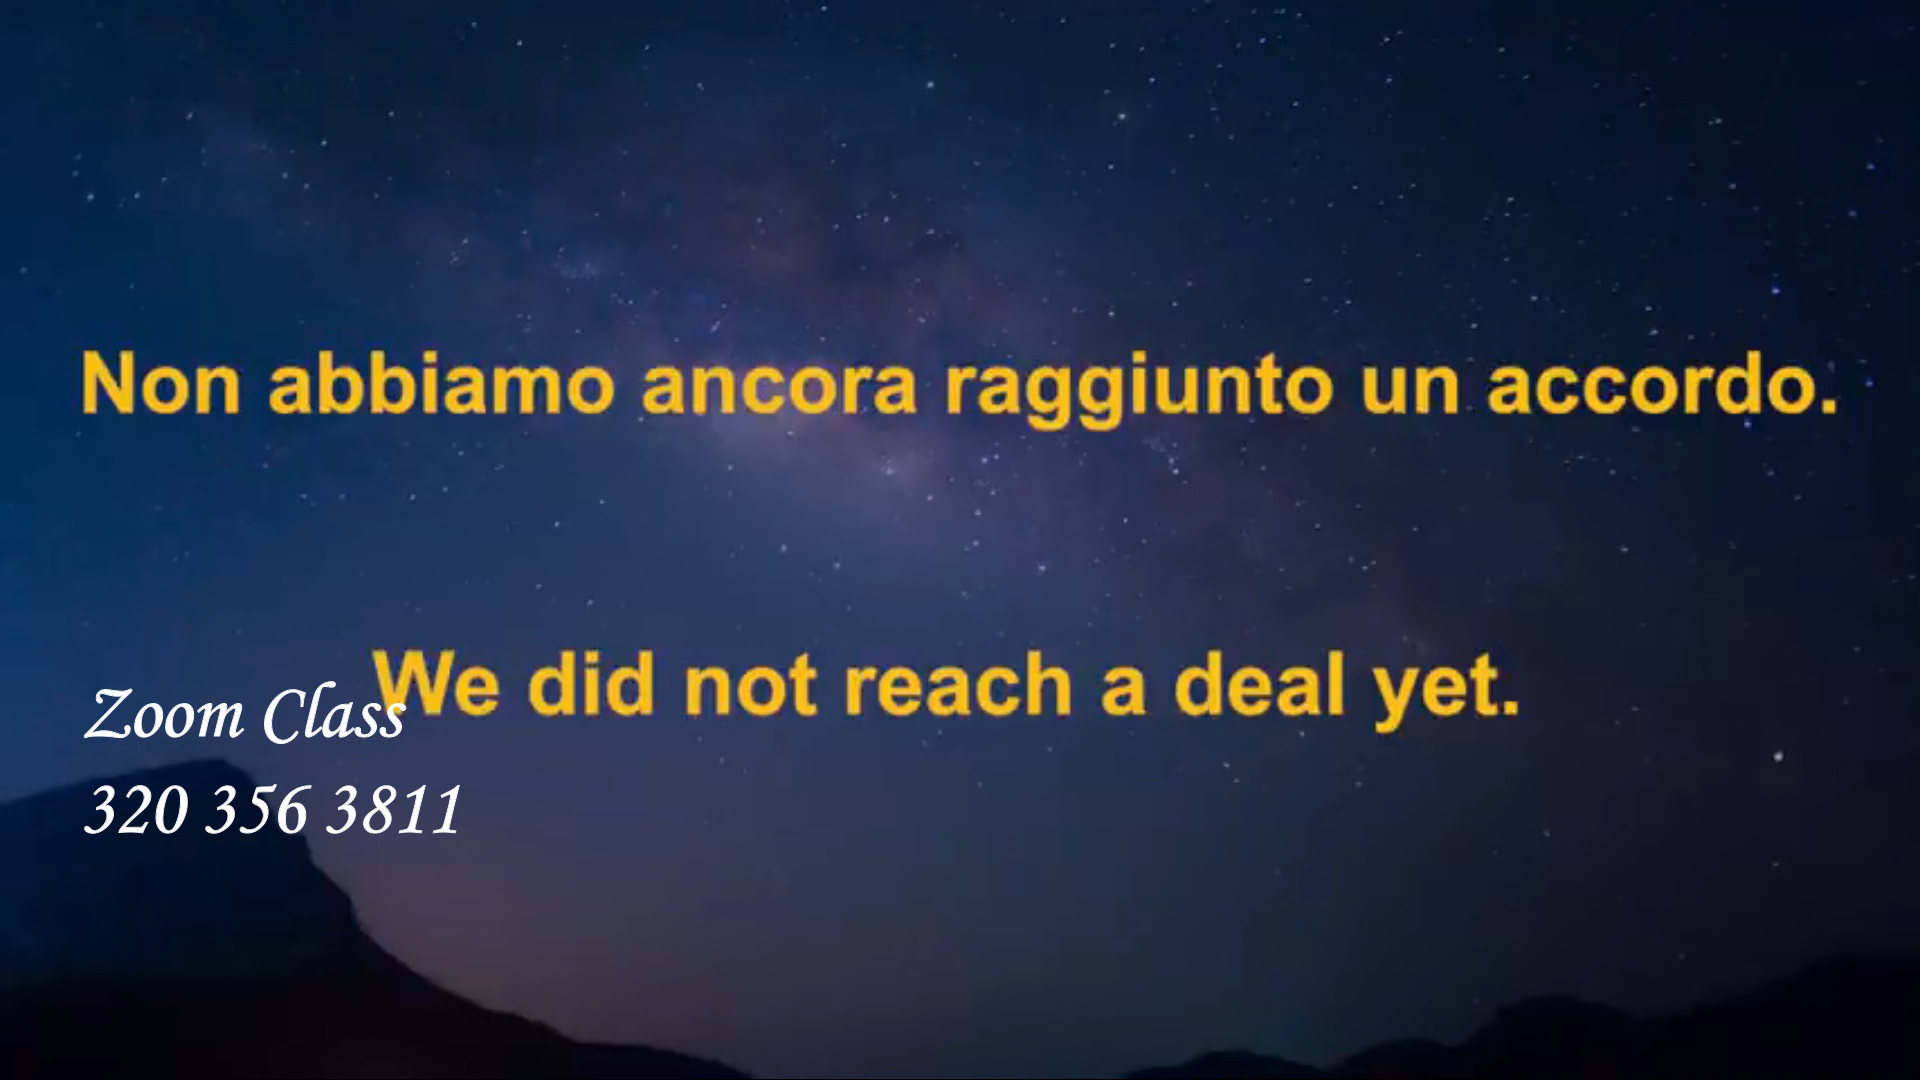 Non abbiamo ancora raggiunto un accordo.
We did not reach a deal yet.
Zoom Class
320 356 3811